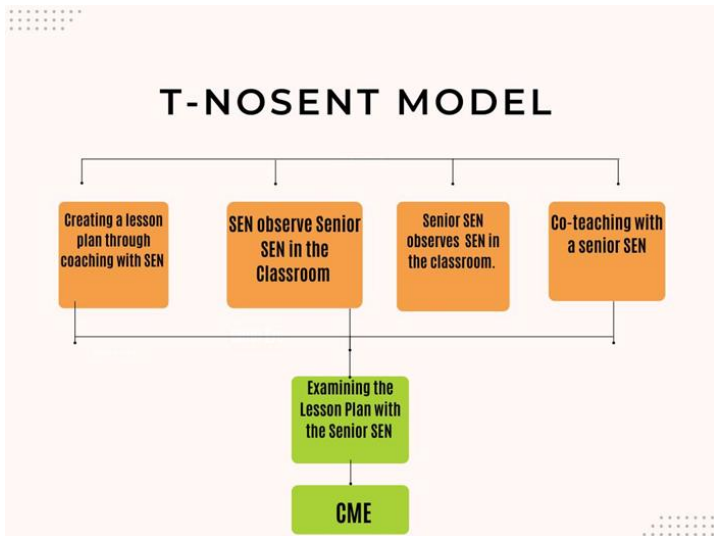 T-NOSENT MODEL
Creating a lesson
plan through
coaching with SEN
SEN observe Senior
SEN in the
Classroom
Senior SEN
observes SEN in
the classroom.
Co-teaching with
a senior SEN
Examining the
Lesson Plan with
the Senior SEN
CME